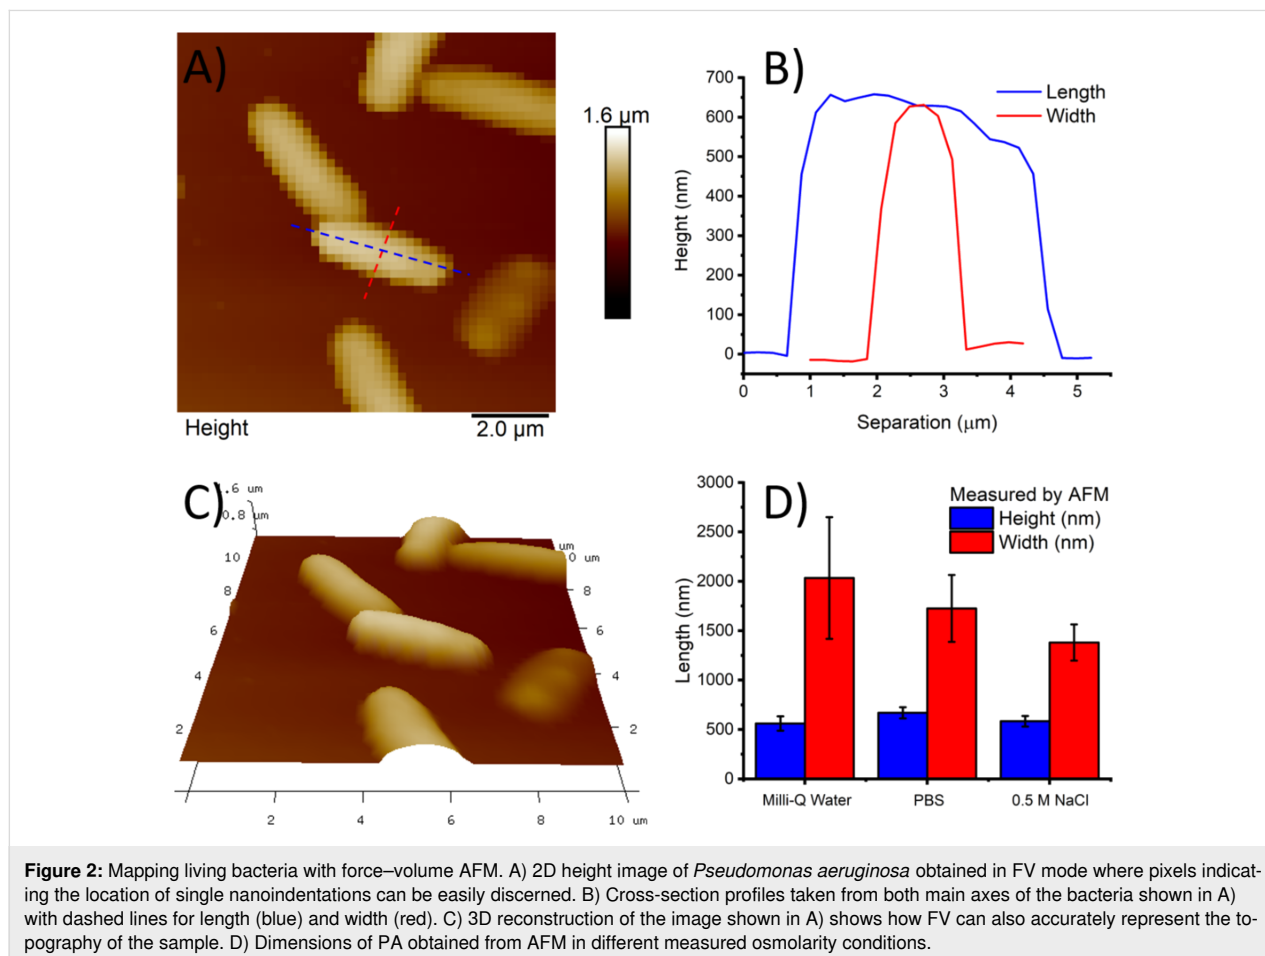 A)
1.6 µm
Height
2.0 µm
B)
700
600
500
400
300
200
100
0
Height (nm)
Length
Width
0 1 2 3 4 5
Separation (µm)
C)
1.6 um
0.8 um
10
8
6
4
2
um
0 um
8
6
4
2
2 4 6 8 10 um
D)
3000
2500
2000
1500
1000
500
0
Length (nm)
Measured by AFM
Height (nm)
Width (nm)
Milli-Q Water PBS 0.5 M NaCl
Figure 2: Mapping living bacteria with force–volume AFM. A) 2D height image of Pseudomonas aeruginosa obtained in FV mode where pixels indicat-
ing the location of single nanoindentations can be easily discerned. B) Cross-section profiles taken from both main axes of the bacteria shown in A)
with dashed lines for length (blue) and width (red). C) 3D reconstruction of the image shown in A) shows how FV can also accurately represent the to-
pography of the sample. D) Dimensions of PA obtained from AFM in different measured osmolarity conditions.